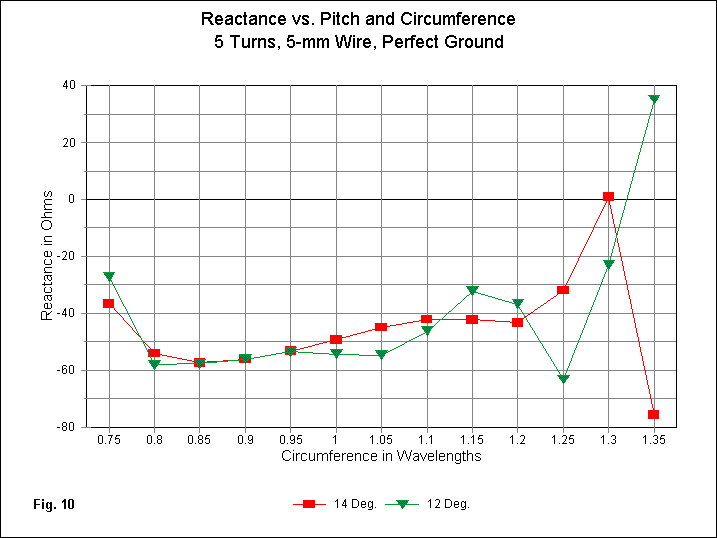 Reactance vs. Pitch and Circumference
5 Turns, 5-mm Wire, Perfect Ground
Reactance in Ohms
40
20
0
-20
-40
-60
-80
0.75 0.8 0.85 0.9 0.95 1 1.05 1.1 1.15 1.2 1.25 1.3 1.35
Circumference in Wavelengths
Fig. 10
14 Deg. 12 Deg.